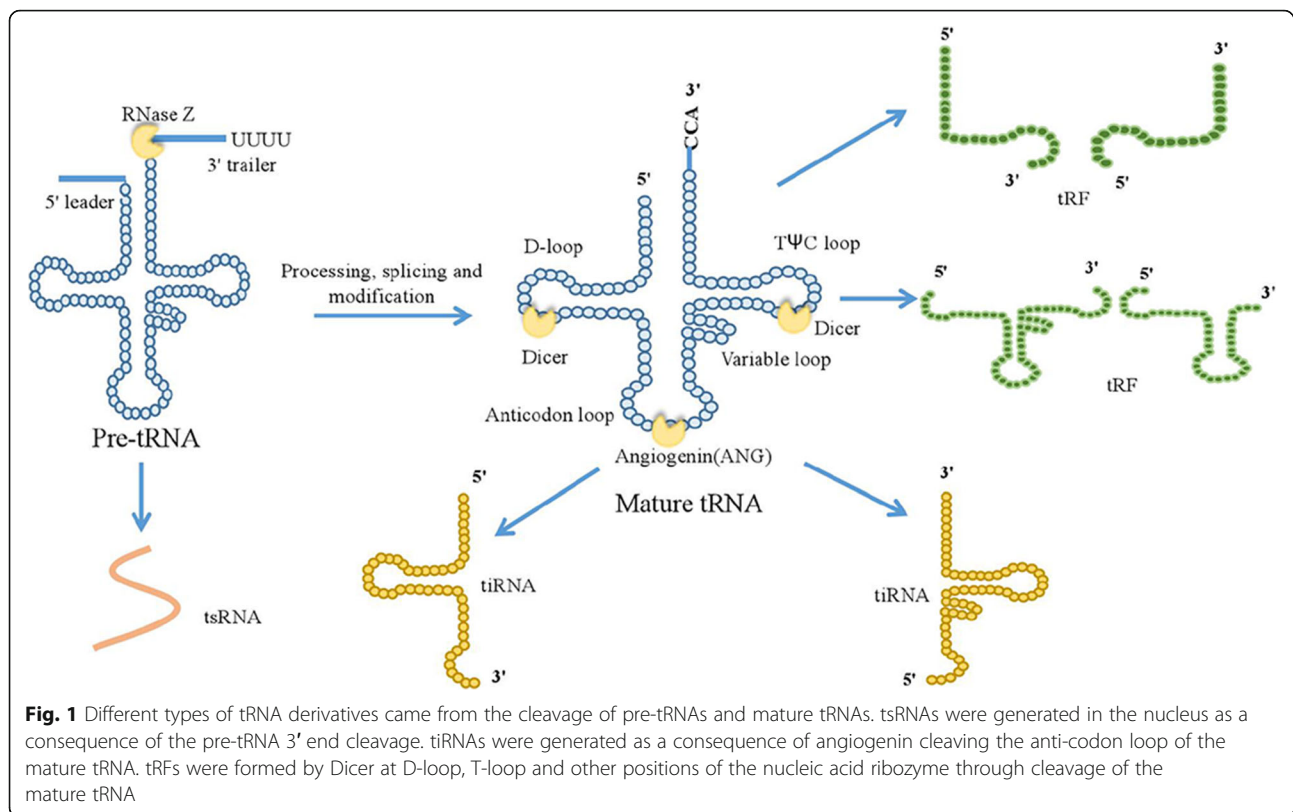 5'
3'
RNase Z
UUUU
3' trailer
5' leader
3'
CCA
5'
3'
5'
tRF
D-loop
TΨC loop
Processing, splicing and
modification
Dicer
Dicer
Variable loop
5'
3'
5'
3'
tRF
Anticodon loop
Angiogenin(ANG)
Pre-tRNA
Mature tRNA
5'
3'
tsRNA
tiRNA
tiRNA
3'
5'
Fig. 1 Different types of tRNA derivatives came from the cleavage of pre-tRNAs and mature tRNAs. tsRNAs were generated in the nucleus as a
consequence of the pre-tRNA 3′ end cleavage. tiRNAs were generated as a consequence of angiogenin cleaving the anti-codon loop of the
mature tRNA. tRFs were formed by Dicer at D-loop, T-loop and other positions of the nucleic acid ribozyme through cleavage of the
mature tRNA